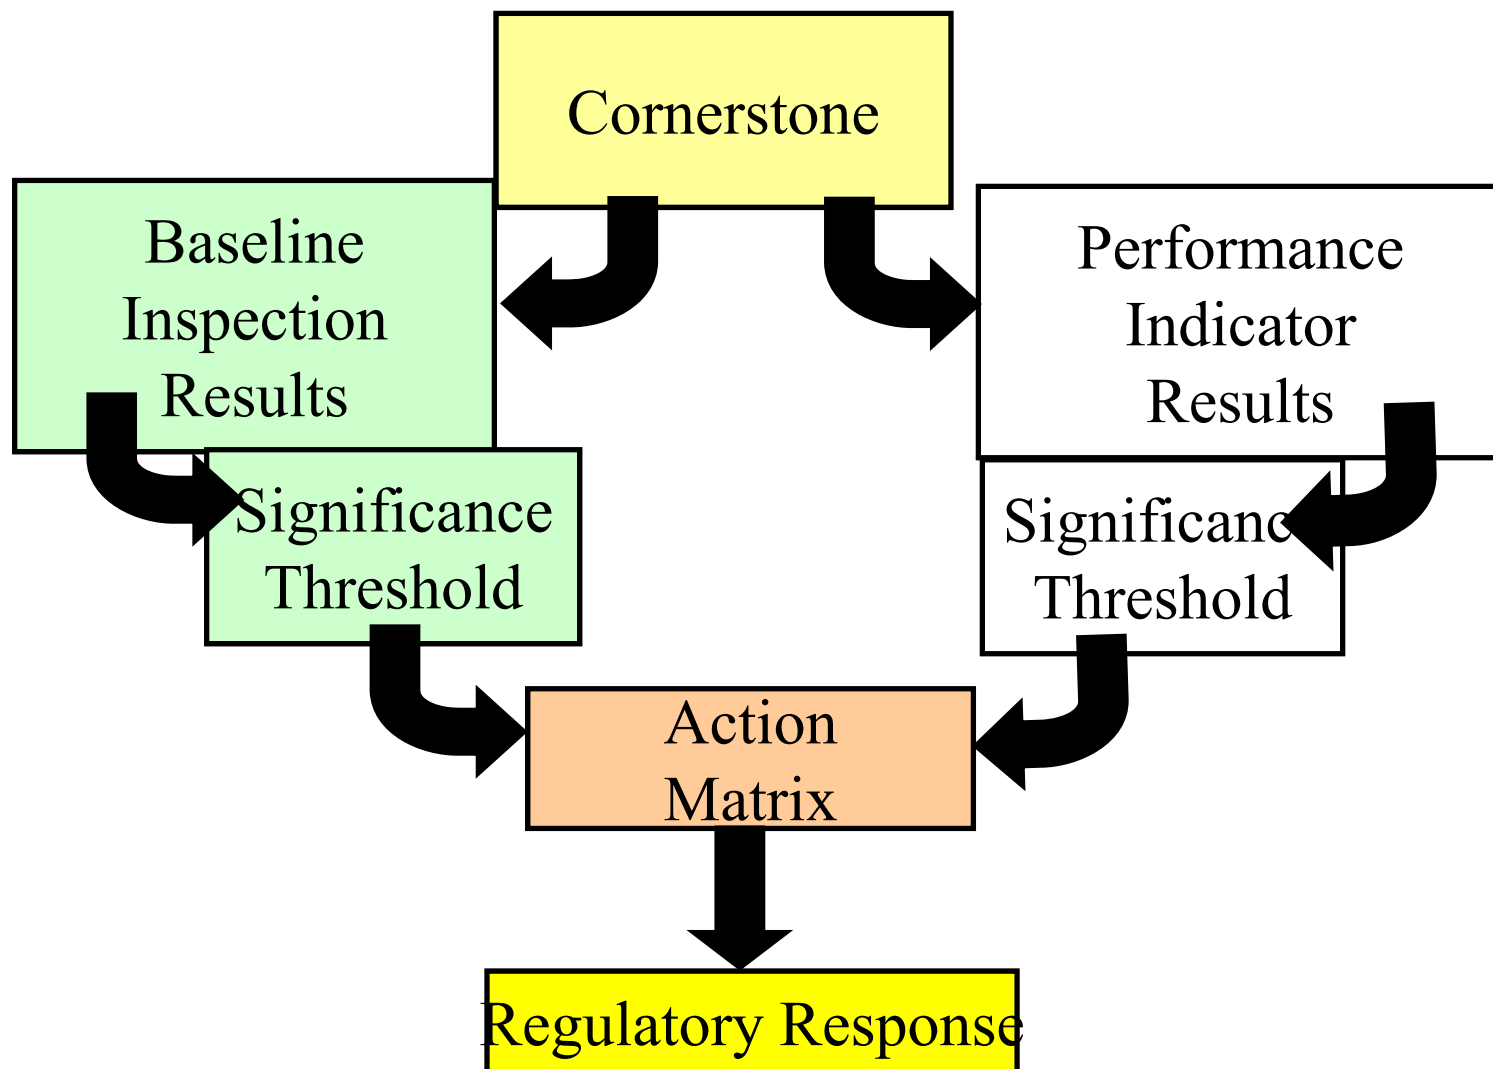 Cornerstone
Baseline
Inspection
Results
Performance
Indicator
Results
Significance
Threshold
Significanc
Threshold
Action
Matrix
Regulatory Response